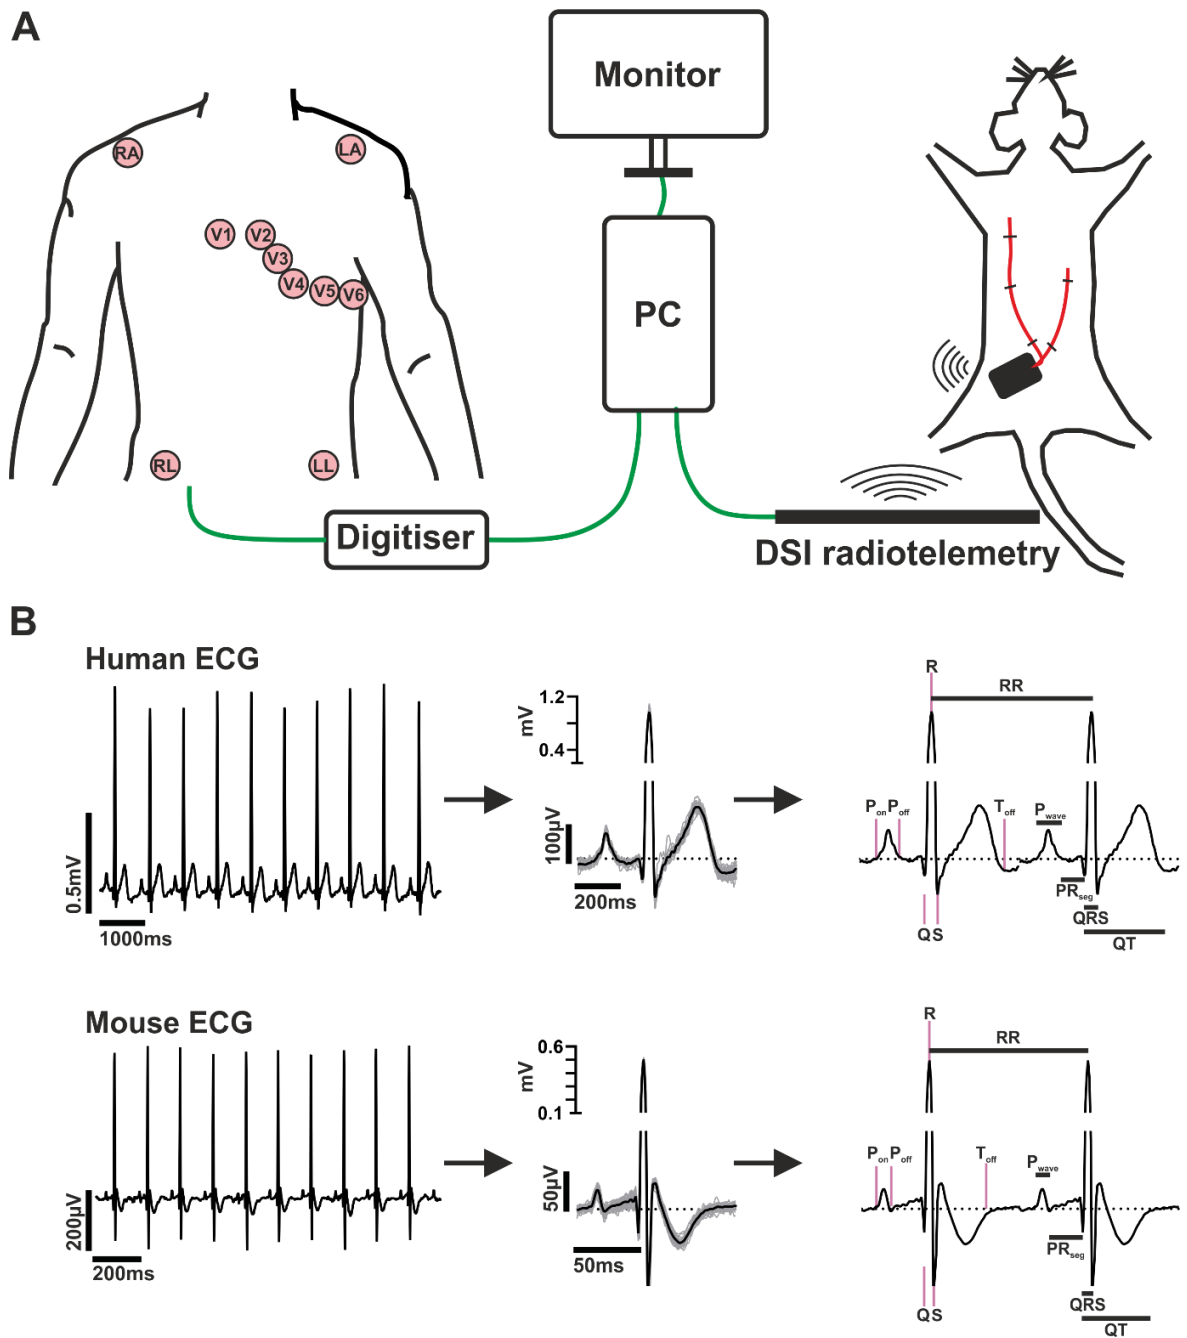 A
Monitor
RA
LA
V1
V2
V3
V4
V5
V6
PC
RL
LL
Digitiser
DSI radiotelemetry
B
Human ECG
0.5mV
1000ms
mV
1.2
0.4
100µV
200ms
R
RR
Pon Poff
Toff
Pwave
PRseg
Q S
QRS
QT
Mouse ECG
200µV
200ms
mV
0.6
0.1
50µV
50ms
R
RR
Pon Poff
Toff
Pwave
PRseg
Q S
QRS
QT